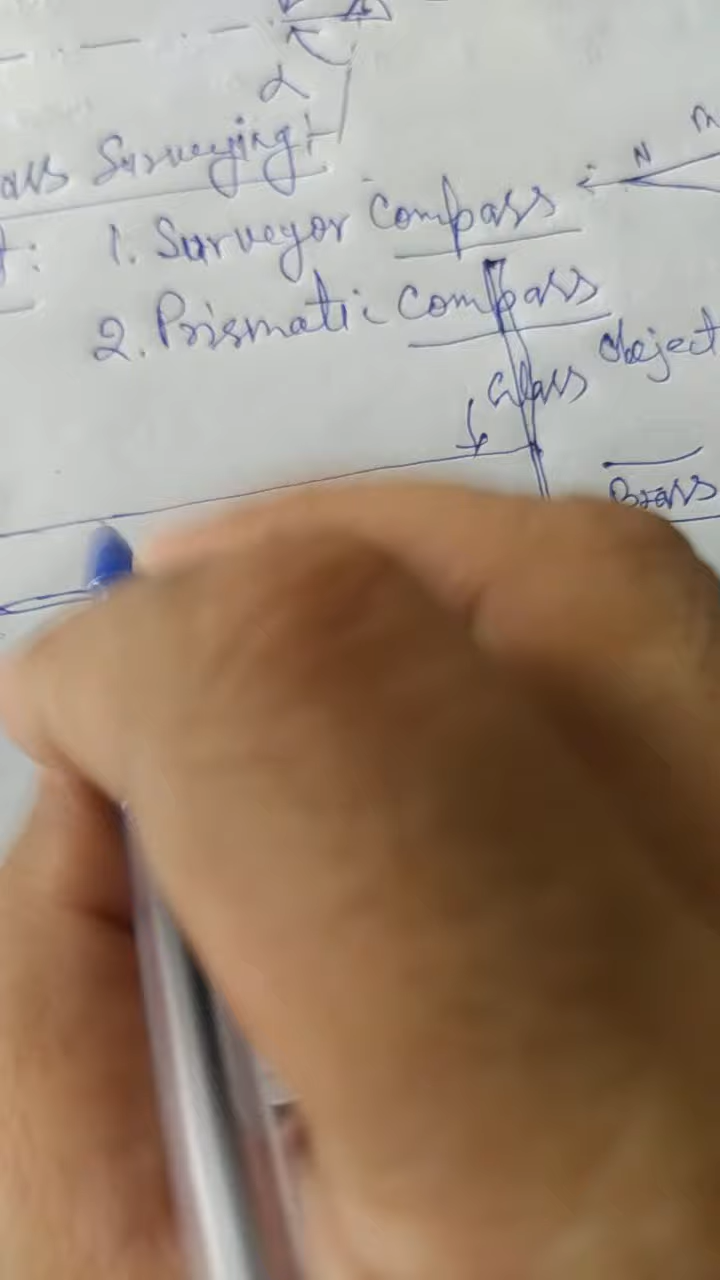 α
Surveying:-
N
1. Surveyor Compass
2. Prismatic Compass
Object
Glass
Brass